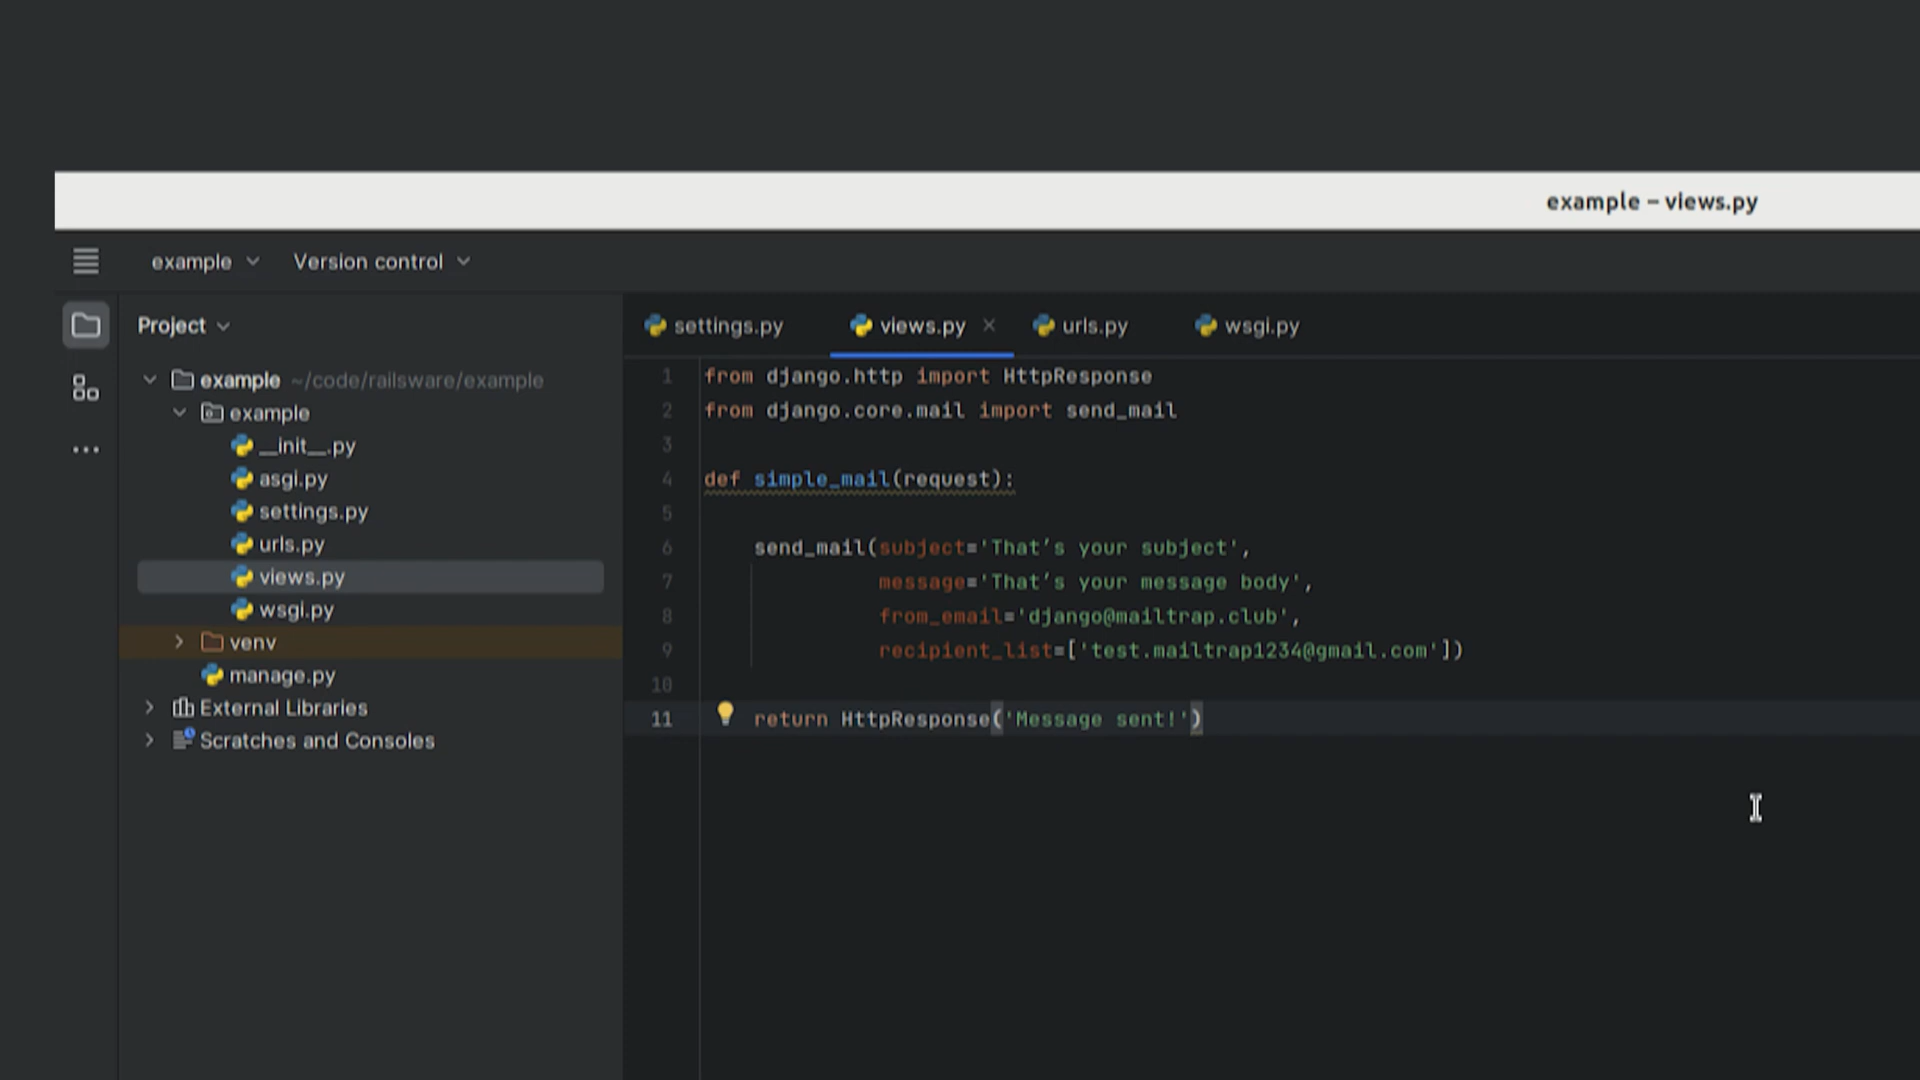 example – views.py
example
Version control
Project
example ~/code/railsware/example
example
__init__.py
asgi.py
settings.py
urls.py
views.py
wsgi.py
venv
manage.py
External Libraries
Scratches and Consoles
settings.py views.py urls.py wsgi.py
1 from django.http import HttpResponse
2 from django.core.mail import send_mail
3
4 def simple_mail(request):
5
6 send_mail(subject='That’s your subject',
7 message='That’s your message body',
8 from_email='django@mailtrap.club',
9 recipient_list=['test.mailtrap1234@gmail.com'])
10
11 return HttpResponse('Message sent!')